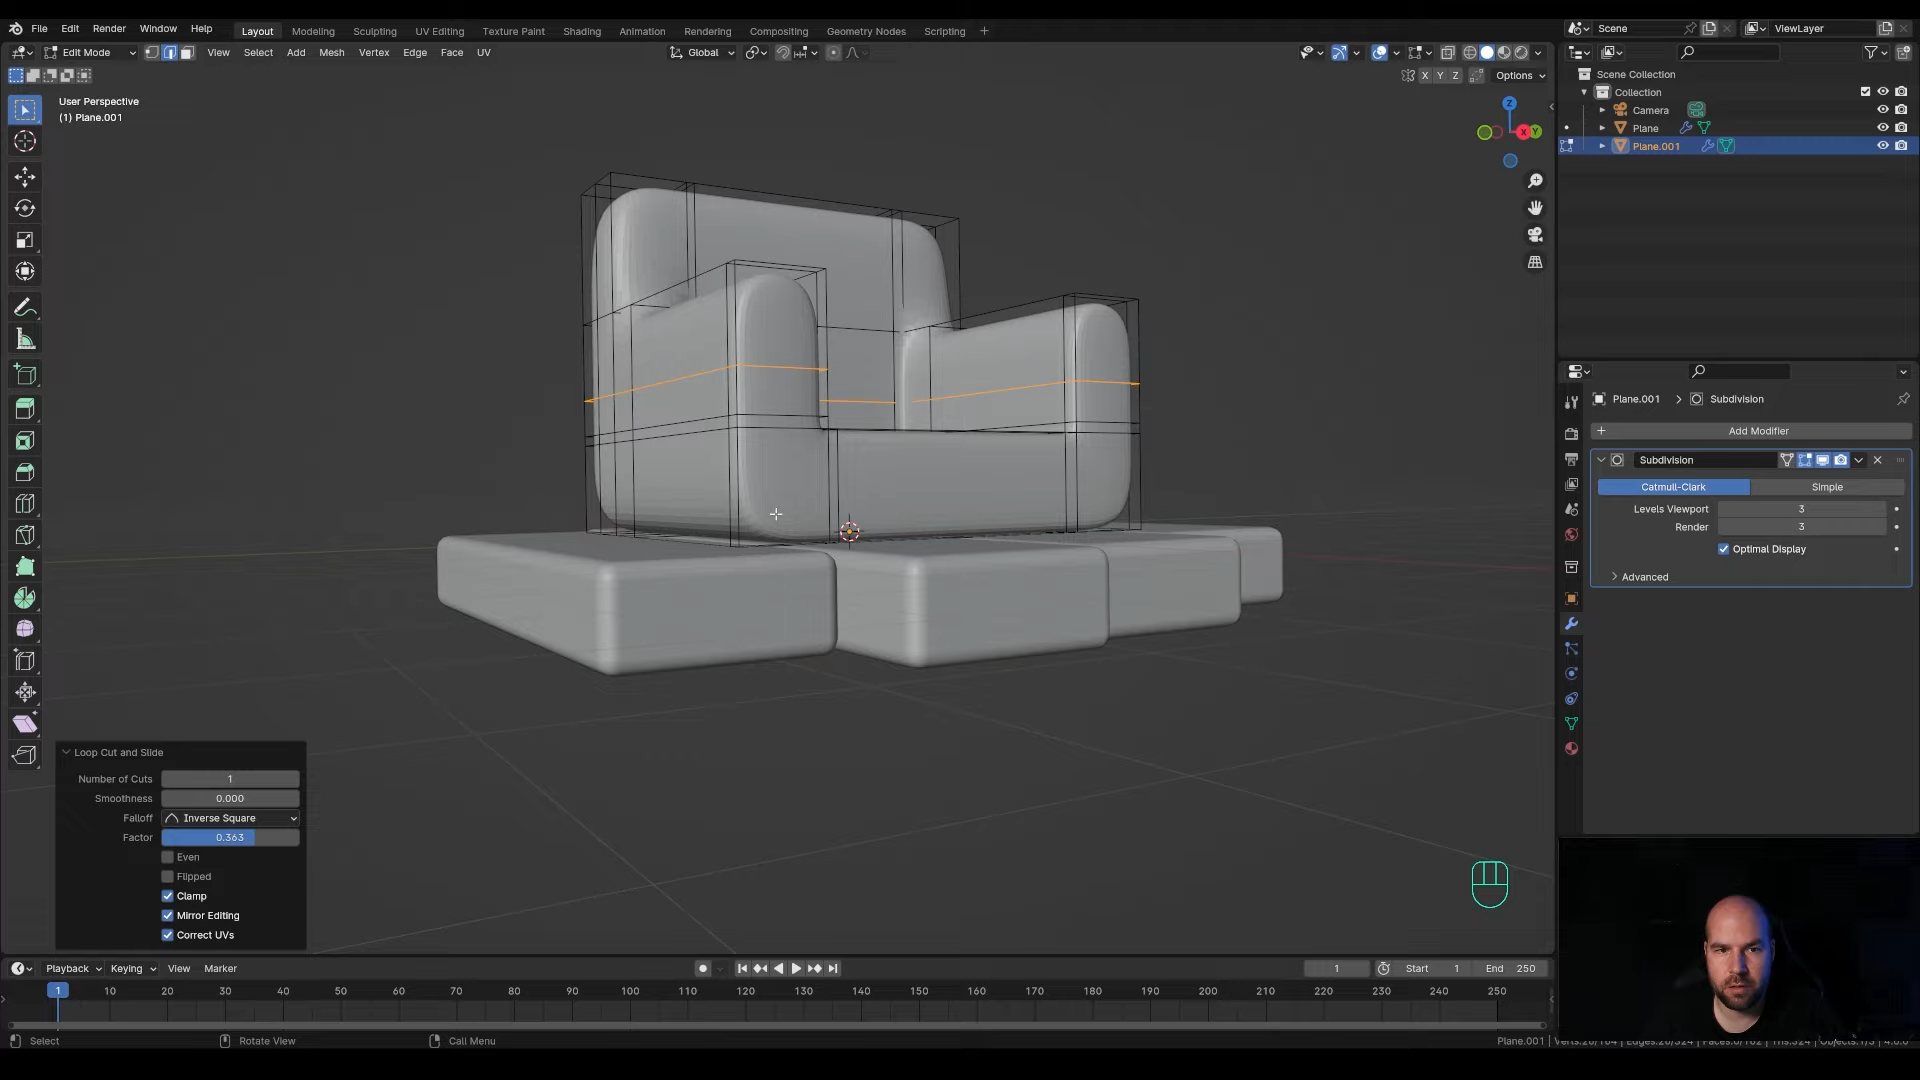 File Edit Render Window Help Layout Modeling Sculpting UV Editing Texture Paint Shading Animation Rendering Compositing Geometry Nodes Scripting + Scene ViewLayer
Edit Mode View Select Add Mesh Vertex Edge Face UV Global
X Y Z Options
User Perspective
(1) Plane.001
Z
X Y
Scene Collection
Collection
Camera
Plane
Plane.001
Plane.001 > Subdivision
+ Add Modifier
Subdivision
Catmull-Clark Simple
Levels Viewport 3
Render 3
Optimal Display
Advanced
Loop Cut and Slide
Number of Cuts 1
Smoothness 0.000
Falloff Inverse Square
Factor 0.363
Even
Flipped
Clamp
Mirror Editing
Correct UVs
Playback Keying View Marker 1 Start 1 End 250
1 10 20 30 40 50 60 70 80 90 100 110 120 130 140 150 160 170 180 190 200 210 220 230 240 250
Select Rotate View Call Menu Plane.001